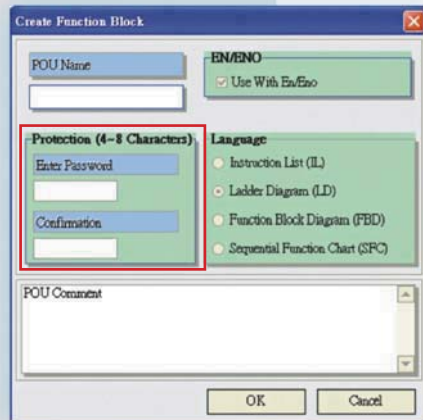 Create Function Block
POU Name
EN/ENO
Use With En/Eno
Protection (4~8 Characters)
Enter Password
Confirmation
Language
Instruction List (IL)
Ladder Diagram (LD)
Function Block Diagram (FBD)
Sequential Function Chart (SFC)
POU Comment
OK
Cancel